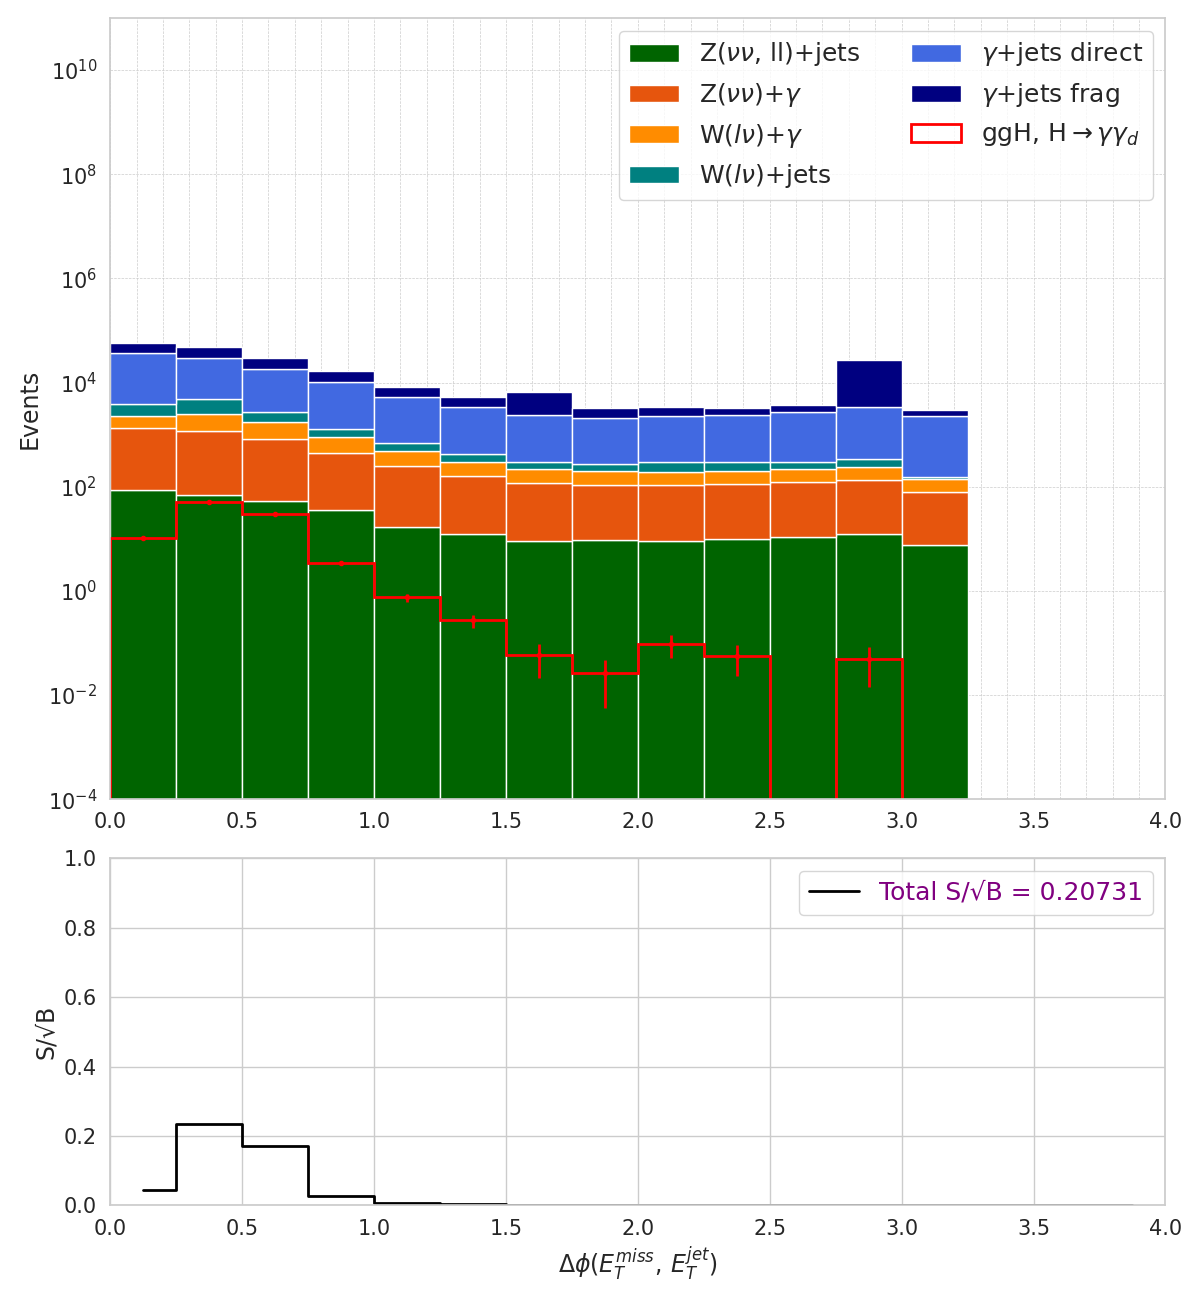 Z(νν, ll)+jets
Z(νν)+γ
W(lν)+γ
W(lν)+jets
γ+jets direct
γ+jets frag
ggH, H→γγ_d
Events
10^10
10^8
10^6
10^4
10^2
10^0
10^−2
10^−4
0.0 0.5 1.0 1.5 2.0 2.5 3.0 3.5 4.0
Total S/√B = 0.20731
S/√B
1.0
0.8
0.6
0.4
0.2
0.0
0.0 0.5 1.0 1.5 2.0 2.5 3.0 3.5 4.0
Δϕ(E_T^miss, E_T^jet)